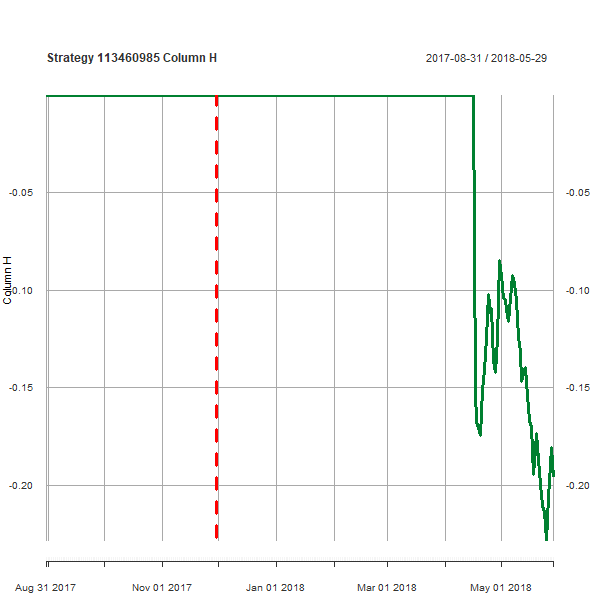 Strategy 113460985 Column H
2017-08-31 / 2018-05-29
Column H
-0.05
-0.10
-0.15
-0.20
-0.05
-0.10
-0.15
-0.20
Aug 31 2017
Nov 01 2017
Jan 01 2018
Mar 01 2018
May 01 2018